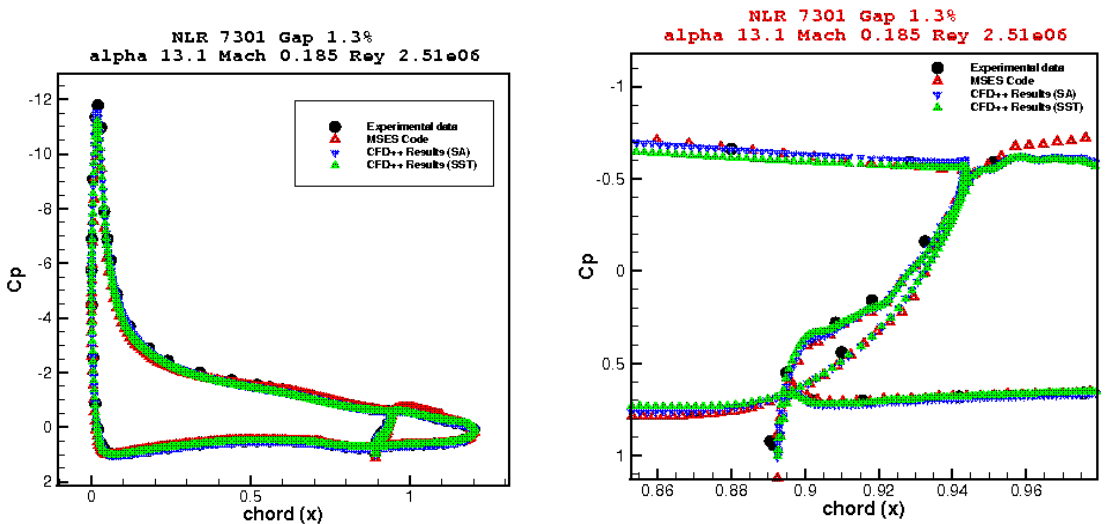 NLR 7301 Gap 1.3%
alpha 13.1 Mach 0.185 Rey 2.51e06
Experimental data
MSES Code
CFD++ Results (SA)
CFD++ Results (SST)
-12
-10
-8
-6
-4
-2
0
2
Cp
0
0.5
1
chord (x)
NLR 7301 Gap 1.3%
alpha 13.1 Mach 0.185 Rey 2.51e06
Experimental data
MSES Code
CFD++ Results (SA)
CFD++ Results (SST)
-1
-0.5
0
0.5
1
Cp
0.86
0.88
0.9
0.92
0.94
0.96
chord (x)